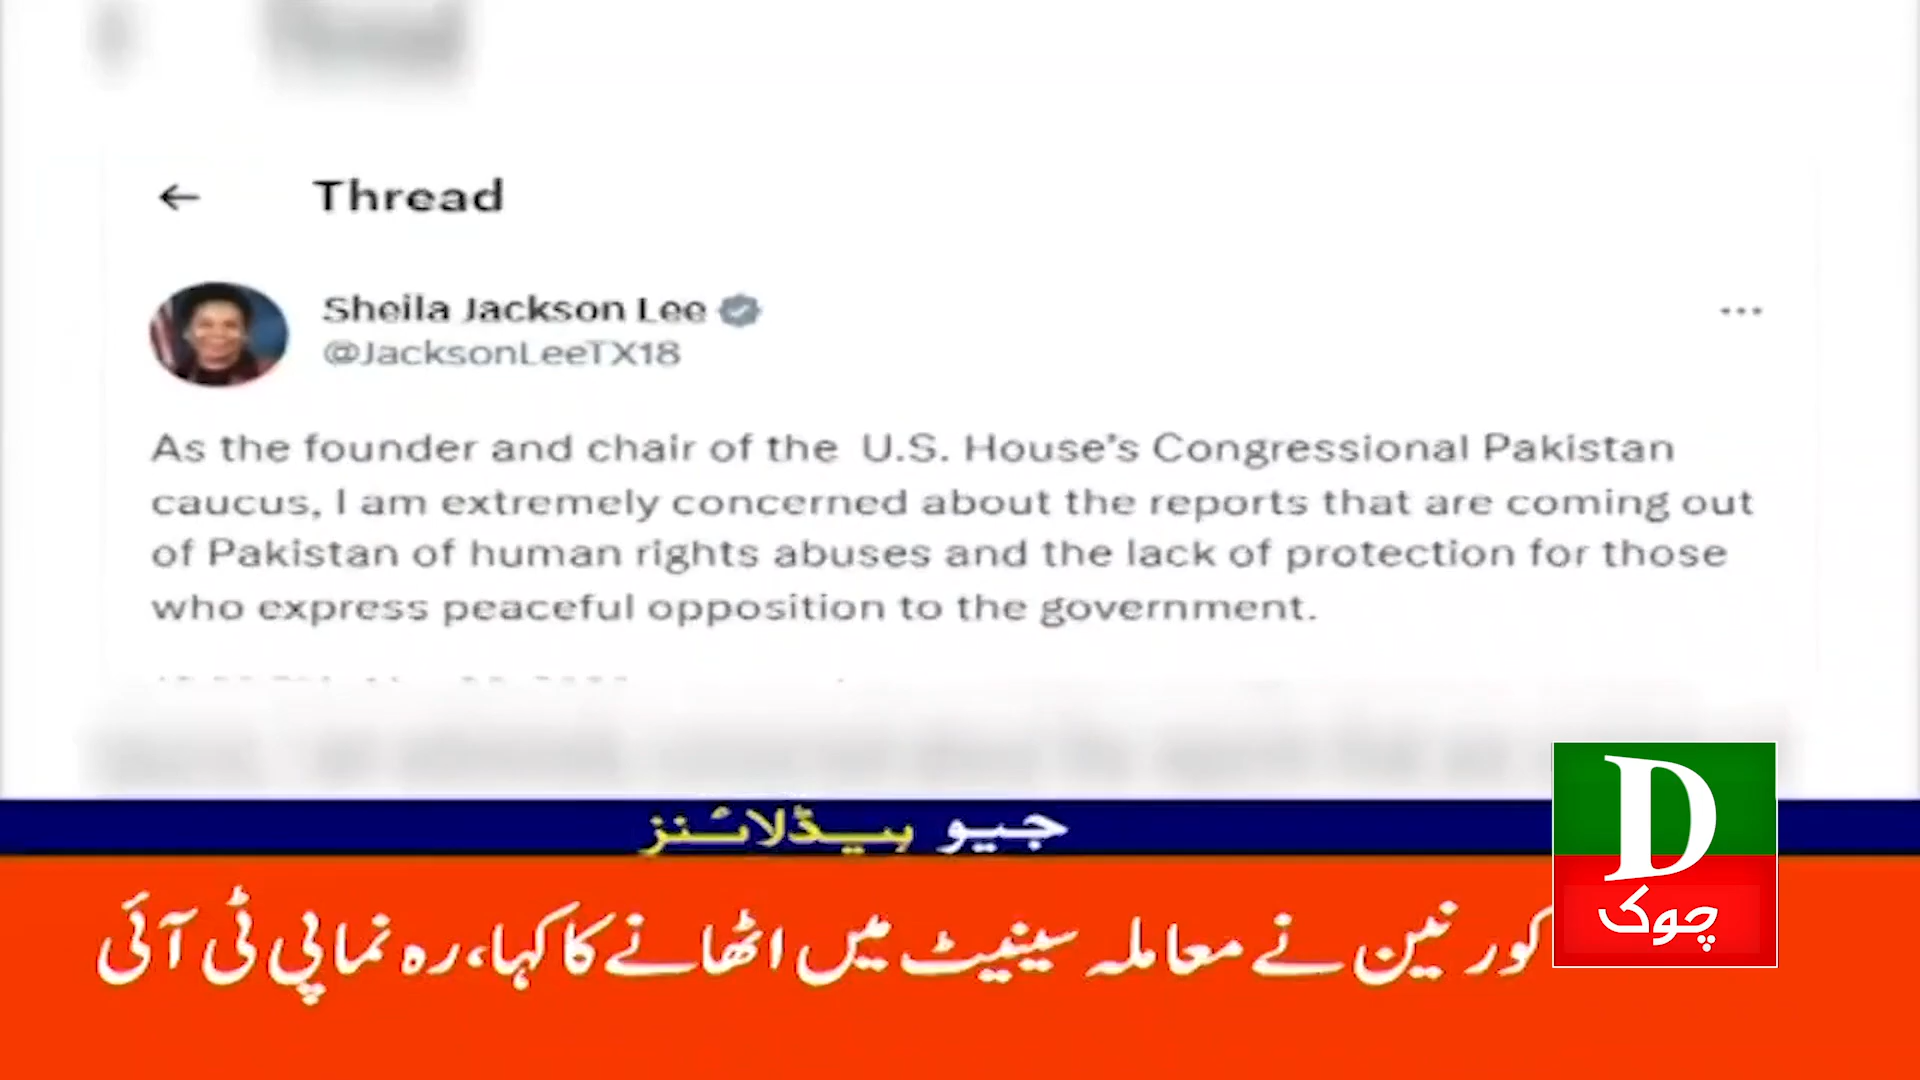 Thread
Sheila Jackson Lee
@JacksonLeeTX18
As the founder and chair of the U.S. House's Congressional Pakistan
caucus, I am extremely concerned about the reports that are coming out
of Pakistan of human rights abuses and the lack of protection for those
who express peaceful opposition to the government.
جیو ہیڈلائنز
کورنین نے معاملہ سینیٹ میں اٹھانے کا کہا، رہ نما پی ٹی آئی
D
چوک